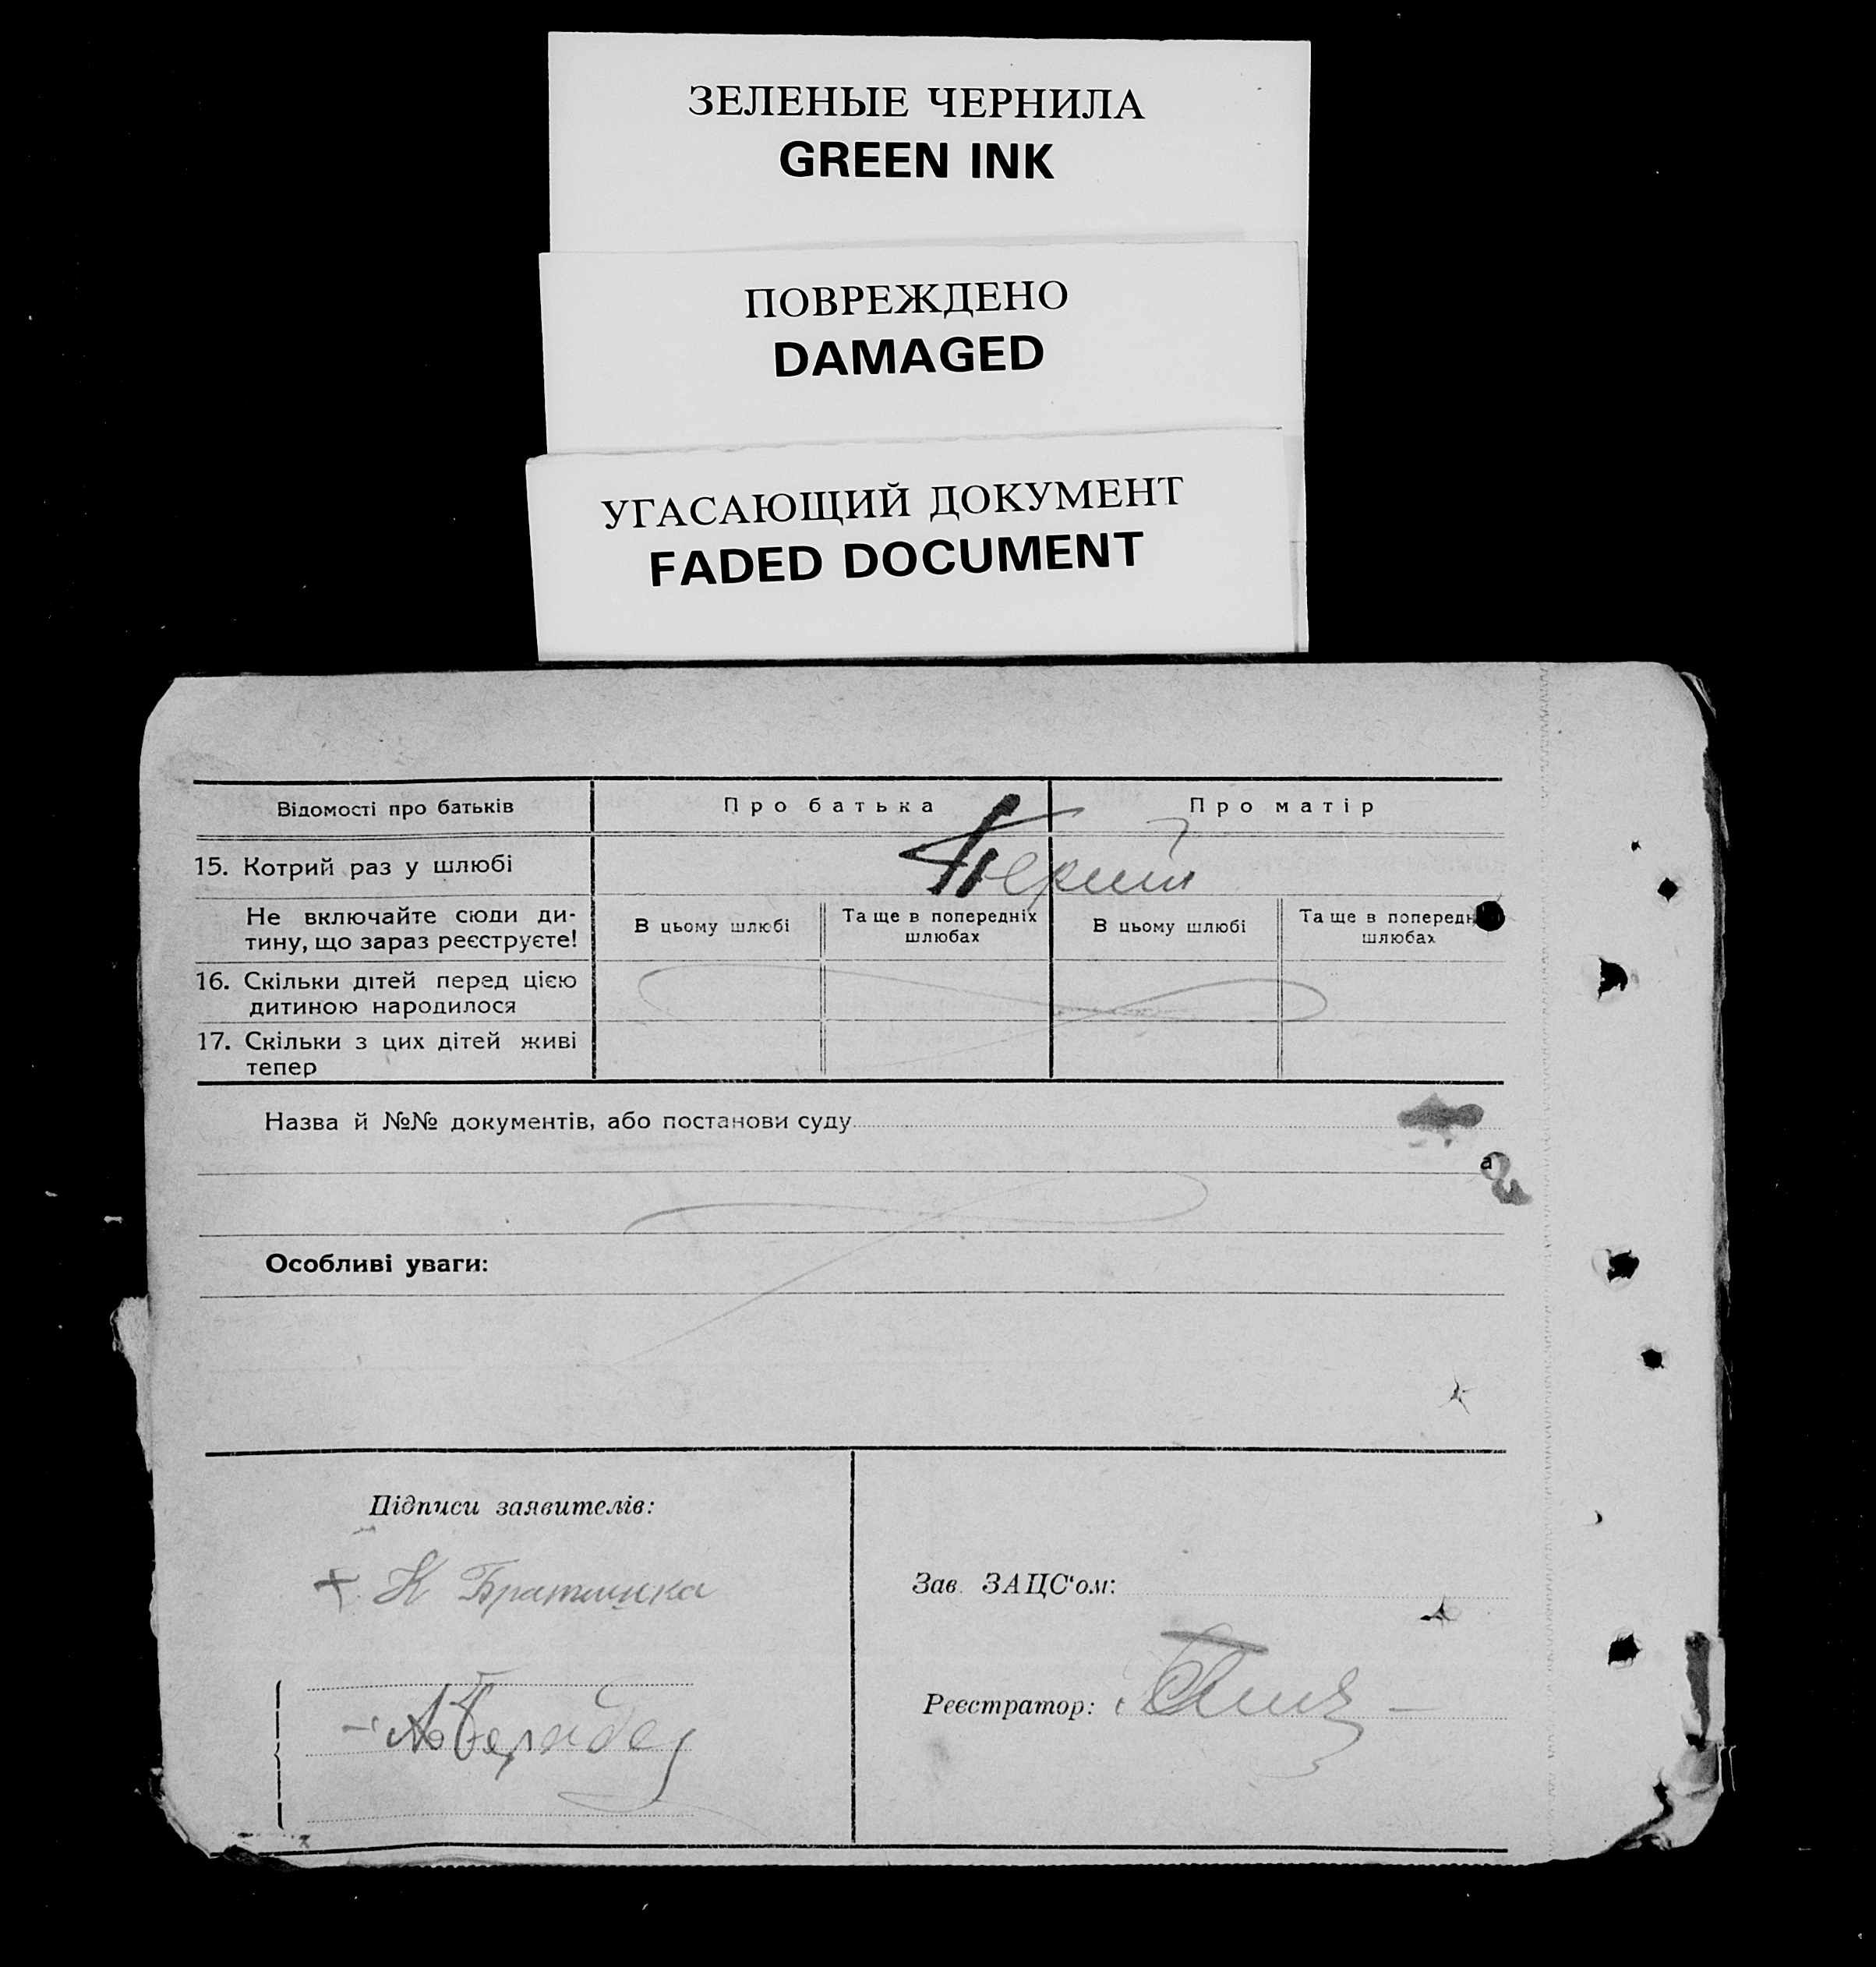 ЗЕЛЕНЫЕ ЧЕРНИЛА
GREEN INK
ПОВРЕЖДЕНО
DAMAGED
УГАСАЮЩИЙ ДОКУМЕНТ
FADED DOCUMENT
Відомості про батьків Про батька Про матір
15. Котрий раз у шлюбі
Не включайте сюди ди-
тину, що зараз реєструєте!
В цьому шлюбі
Та ще в попередніх
шлюбах
В цьому шлюбі
Та ще в
шлюбах
16. Скільки дітей перед цією
дитиною народилося
17. Скільки з цих дітей живі
тепер
Назва й №№ документів, або постанови суду
Особливі уваги:
Підписи заявителів:
Зав. ЗАЦС‘ом:
Реєстратор: